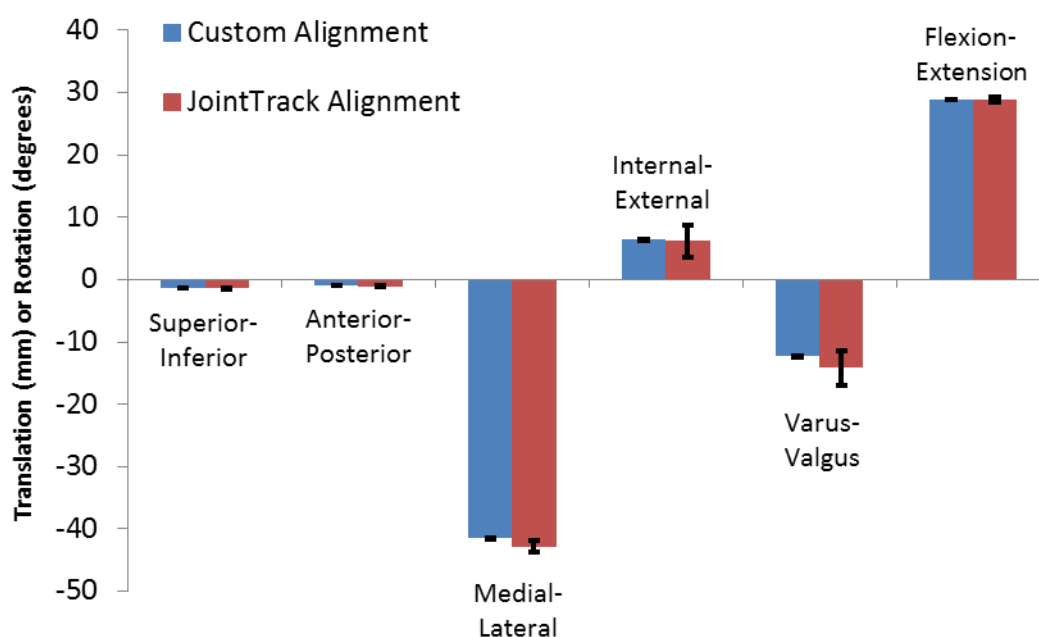 Translation (mm) or Rotation (degrees)
40
30
20
10
0
-10
-20
-30
-40
-50
Custom Alignment
JointTrack Alignment
Superior-
Inferior
Anterior-
Posterior
Medial-
Lateral
Internal-
External
Varus-
Valgus
Flexion-
Extension